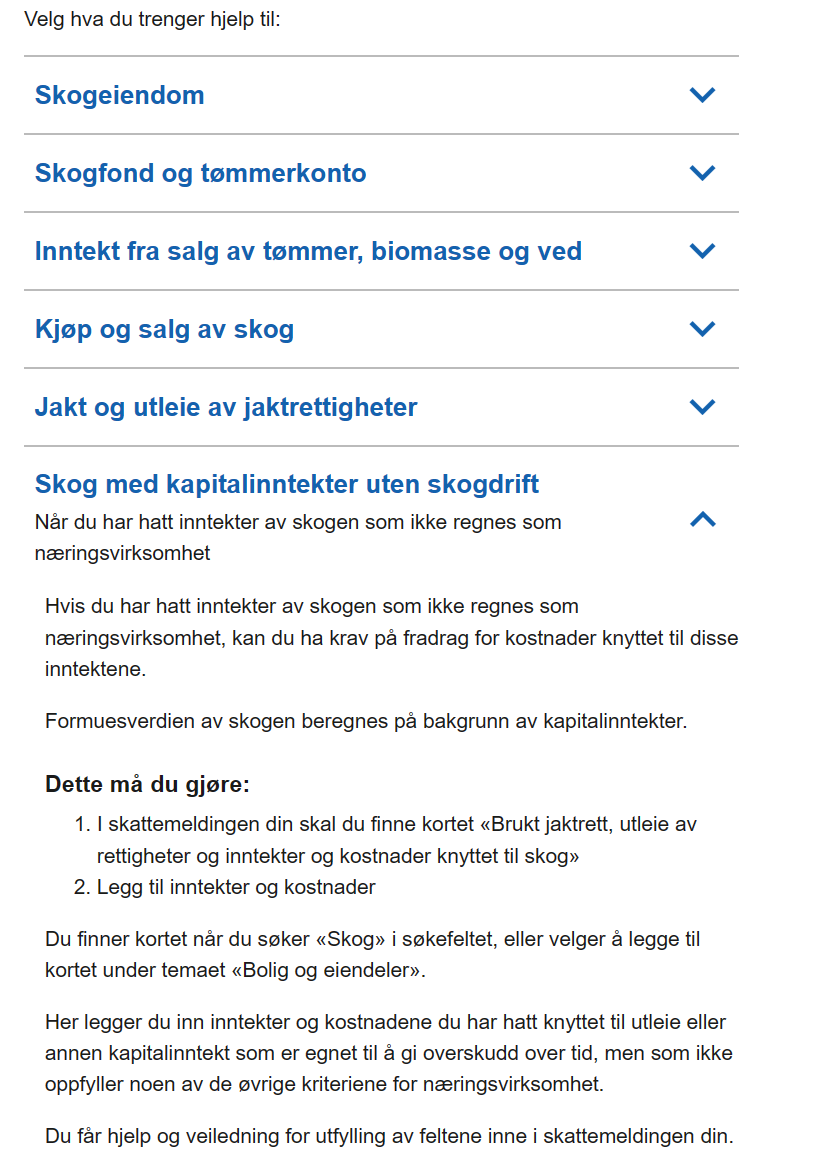 Velg hva du trenger hjelp til:
Skogeiendom
Skogfond og tømmerkonto
Inntekt fra salg av tømmer, biomasse og ved
Kjøp og salg av skog
Jakt og utleie av jaktrettigheter
Skog med kapitalinntekter uten skogdrift
Når du har hatt inntekter av skogen som ikke regnes som
næringsvirksomhet
Hvis du har hatt inntekter av skogen som ikke regnes som
næringsvirksomhet, kan du ha krav på fradrag for kostnader knyttet til disse
inntektene.
Formuesverdien av skogen beregnes på bakgrunn av kapitalinntekter.
Dette må du gjøre:
1. I skattemeldingen din skal du finne kortet «Brukt jaktrett, utleie av
rettigheter og inntekter og kostnader knyttet til skog»
2. Legg til inntekter og kostnader
Du finner kortet når du søker «Skog» i søkefeltet, eller velger å legge til
kortet under temaet «Bolig og eiendeler».
Her legger du inn inntekter og kostnadene du har hatt knyttet til utleie eller
annen kapitalinntekt som er egnet til å gi overskudd over tid, men som ikke
oppfyller noen av de øvrige kriteriene for næringsvirksomhet.
Du får hjelp og veiledning for utfylling av feltene inne i skattemeldingen din.